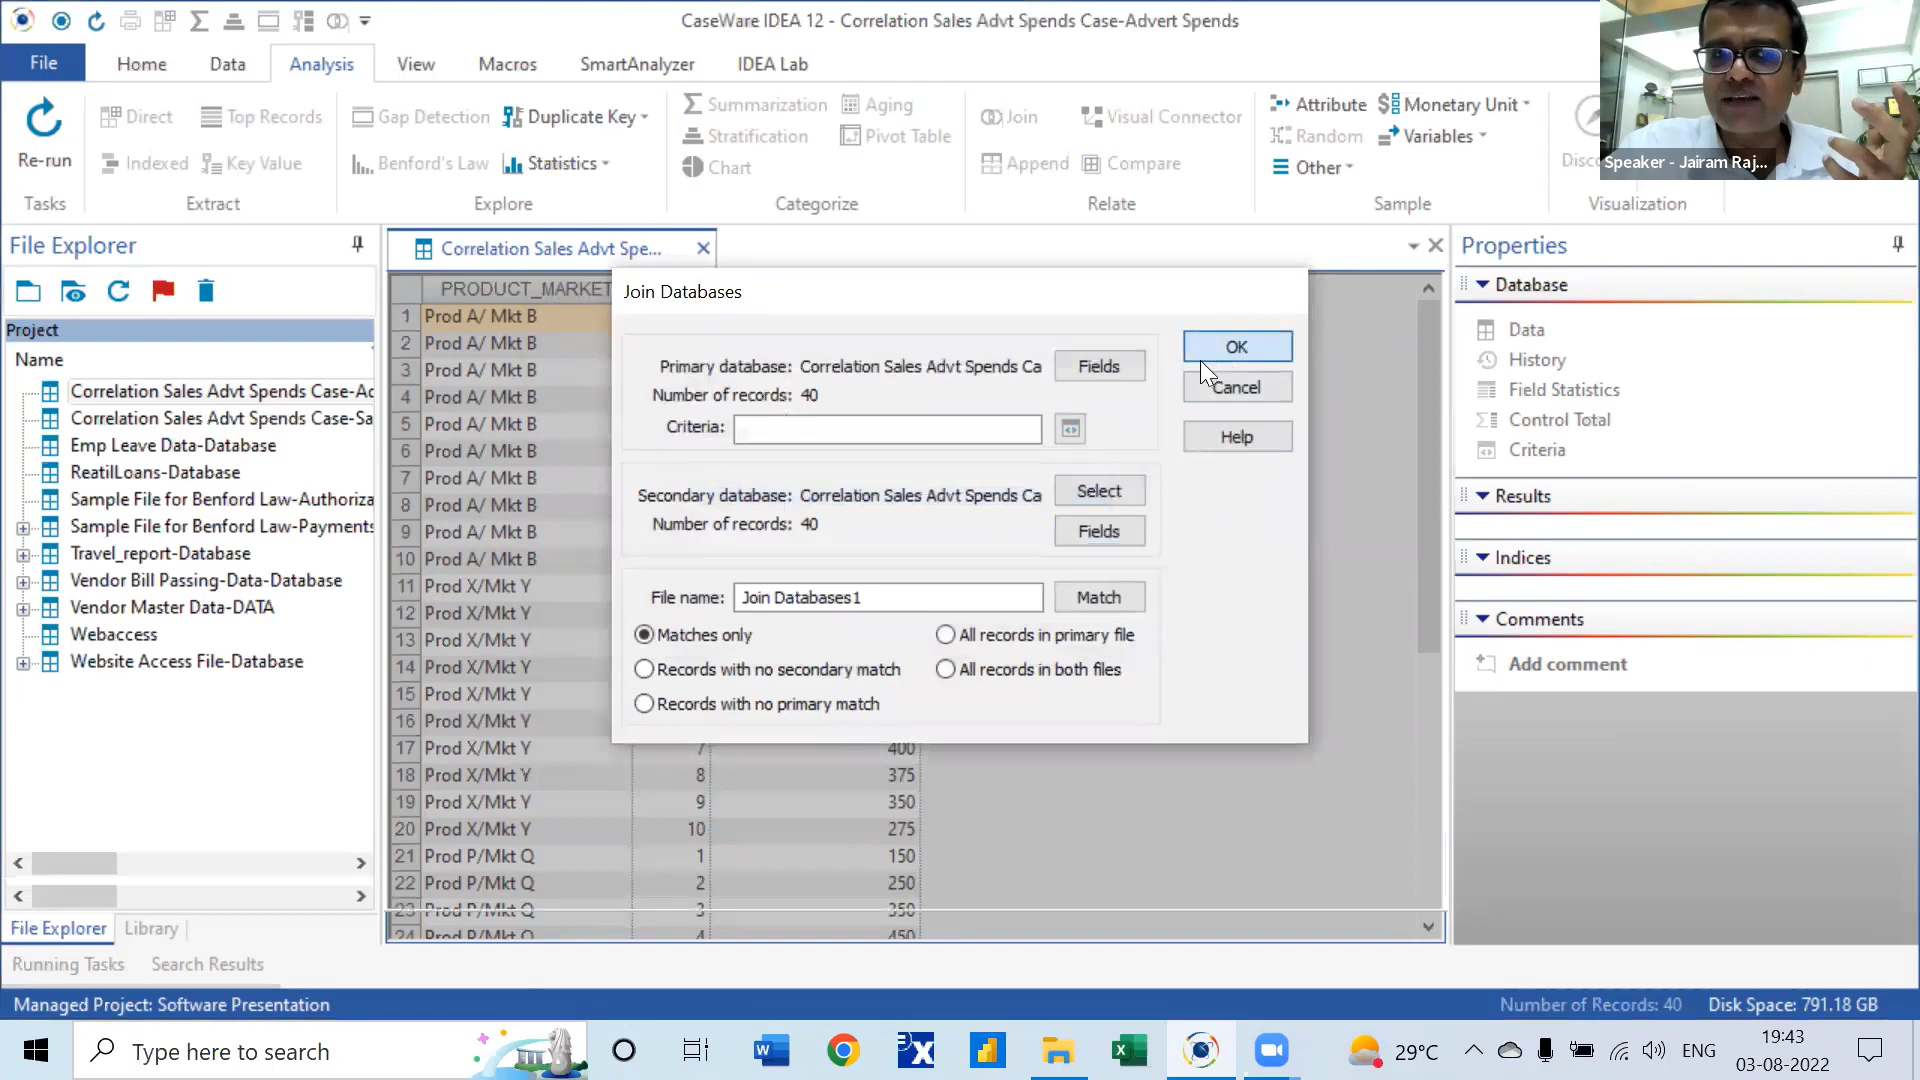 CaseWare IDEA 12 - Correlation Sales Advt Spends Case-Advert Spends
File
Home
Data
Analysis
View
Macros
SmartAnalyzer
IDEA Lab
Re-run
Tasks
Direct
Top Records
Indexed
Key Value
Extract
Gap Detection
Duplicate Key
Benford's Law
Statistics
Explore
Summarization
Aging
Stratification
Pivot Table
Chart
Categorize
Join
Visual Connector
Append
Compare
Relate
Attribute
Monetary Unit
Random
Variables
Other
Sample
Visualization
Speaker - Jairam Raj...
File Explorer
Project
Name
Correlation Sales Advt Spends Case-Ad
Correlation Sales Advt Spends Case-Sa
Emp Leave Data-Database
ReatilLoans-Database
Sample File for Benford Law-Authoriza
Sample File for Benford Law-Payments
Travel_report-Database
Vendor Bill Passing-Data-Database
Vendor Master Data-DATA
Webaccess
Website Access File-Database
File Explorer
Library
Correlation Sales Advt Spe...
PRODUCT_MARKET
1 Prod A/ Mkt B
2 Prod A/ Mkt B
3 Prod A/ Mkt B
4 Prod A/ Mkt B
5 Prod A/ Mkt B
6 Prod A/ Mkt B
7 Prod A/ Mkt B
8 Prod A/ Mkt B
9 Prod A/ Mkt B
10 Prod A/ Mkt B
11 Prod X/Mkt Y
12 Prod X/Mkt Y
13 Prod X/Mkt Y
14 Prod X/Mkt Y
15 Prod X/Mkt Y
16 Prod X/Mkt Y
17 Prod X/Mkt Y 7 400
18 Prod X/Mkt Y 8 375
19 Prod X/Mkt Y 9 350
20 Prod X/Mkt Y 10 275
21 Prod P/Mkt Q 1 150
22 Prod P/Mkt Q 2 250
23 Prod P/Mkt Q 3 350
24 Prod P/Mkt Q 4 450
Join Databases
Primary database: Correlation Sales Advt Spends Ca
Fields
Number of records: 40
Criteria:
OK
Cancel
Help
Secondary database: Correlation Sales Advt Spends Ca
Select
Number of records: 40
Fields
File name: Join Databases1
Match
Matches only
All records in primary file
Records with no secondary match
All records in both files
Records with no primary match
Properties
Database
Data
History
Field Statistics
Control Total
Criteria
Results
Indices
Comments
Add comment
Running Tasks
Search Results
Managed Project: Software Presentation
Number of Records: 40
Disk Space: 791.18 GB
Type here to search
29°C
ENG
19:43
03-08-2022